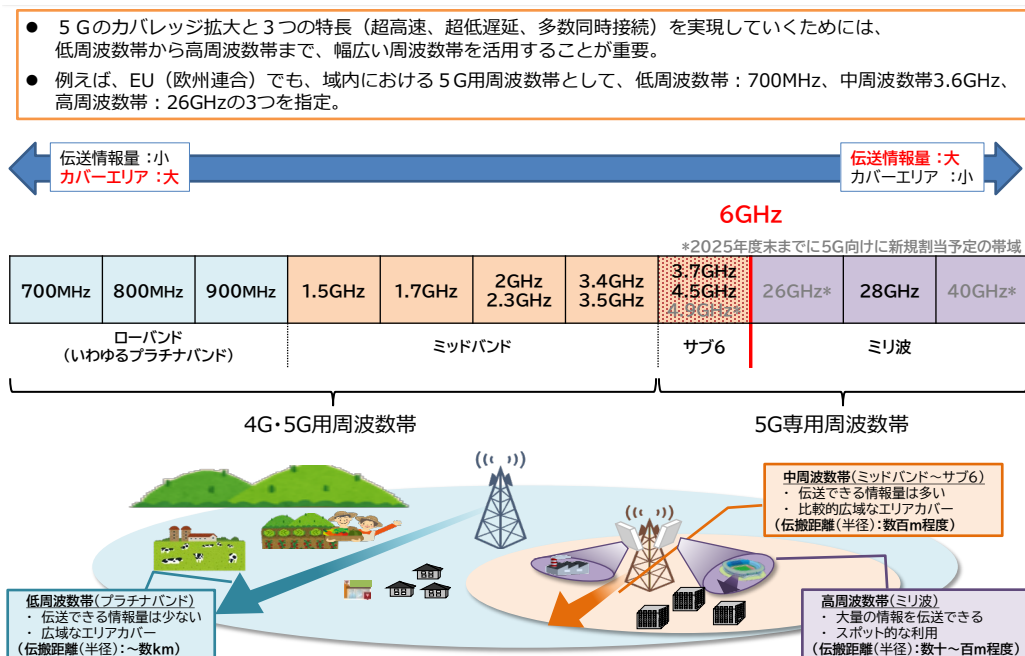 ● 5Gのカバレッジ拡大と3つの特長(超高速、超低遅延、多数同時接続)を実現していくためには、
低周波数帯から高周波数帯まで、幅広い周波数帯を活用することが重要。
● 例えば、EU(欧州連合)でも、域内における5G用周波数帯として、低周波数帯:700MHz、中周波数帯3.6GHz、
高周波数帯:26GHzの3つを指定。
伝送情報量:小
カバーエリア:大
伝送情報量:大
カバーエリア:小
6GHz
*2025年度末までに5G向けに新規割当予定の帯域
700MHz
800MHz
900MHz
1.5GHz
1.7GHz
2GHz
2.3GHz
3.4GHz
3.5GHz
3.7GHz
4.5GHz
4.9GHz*
26GHz*
28GHz
40GHz*
ローバンド
(いわゆるプラチナバンド)
ミッドバンド
サブ6
ミリ波
4G・5G用周波数帯
5G専用周波数帯
中周波数帯(ミッドバンド~サブ6)
・ 伝送できる情報量は多い
・ 比較的広域なエリアカバー
(伝搬距離(半径):数百m程度)
低周波数帯(プラチナバンド)
・ 伝送できる情報量は少ない
・ 広域なエリアカバー
(伝搬距離(半径):~数km)
高周波数帯(ミリ波)
・ 大量の情報を伝送できる
・ スポット的な利用
(伝搬距離(半径):数十~百m程度)